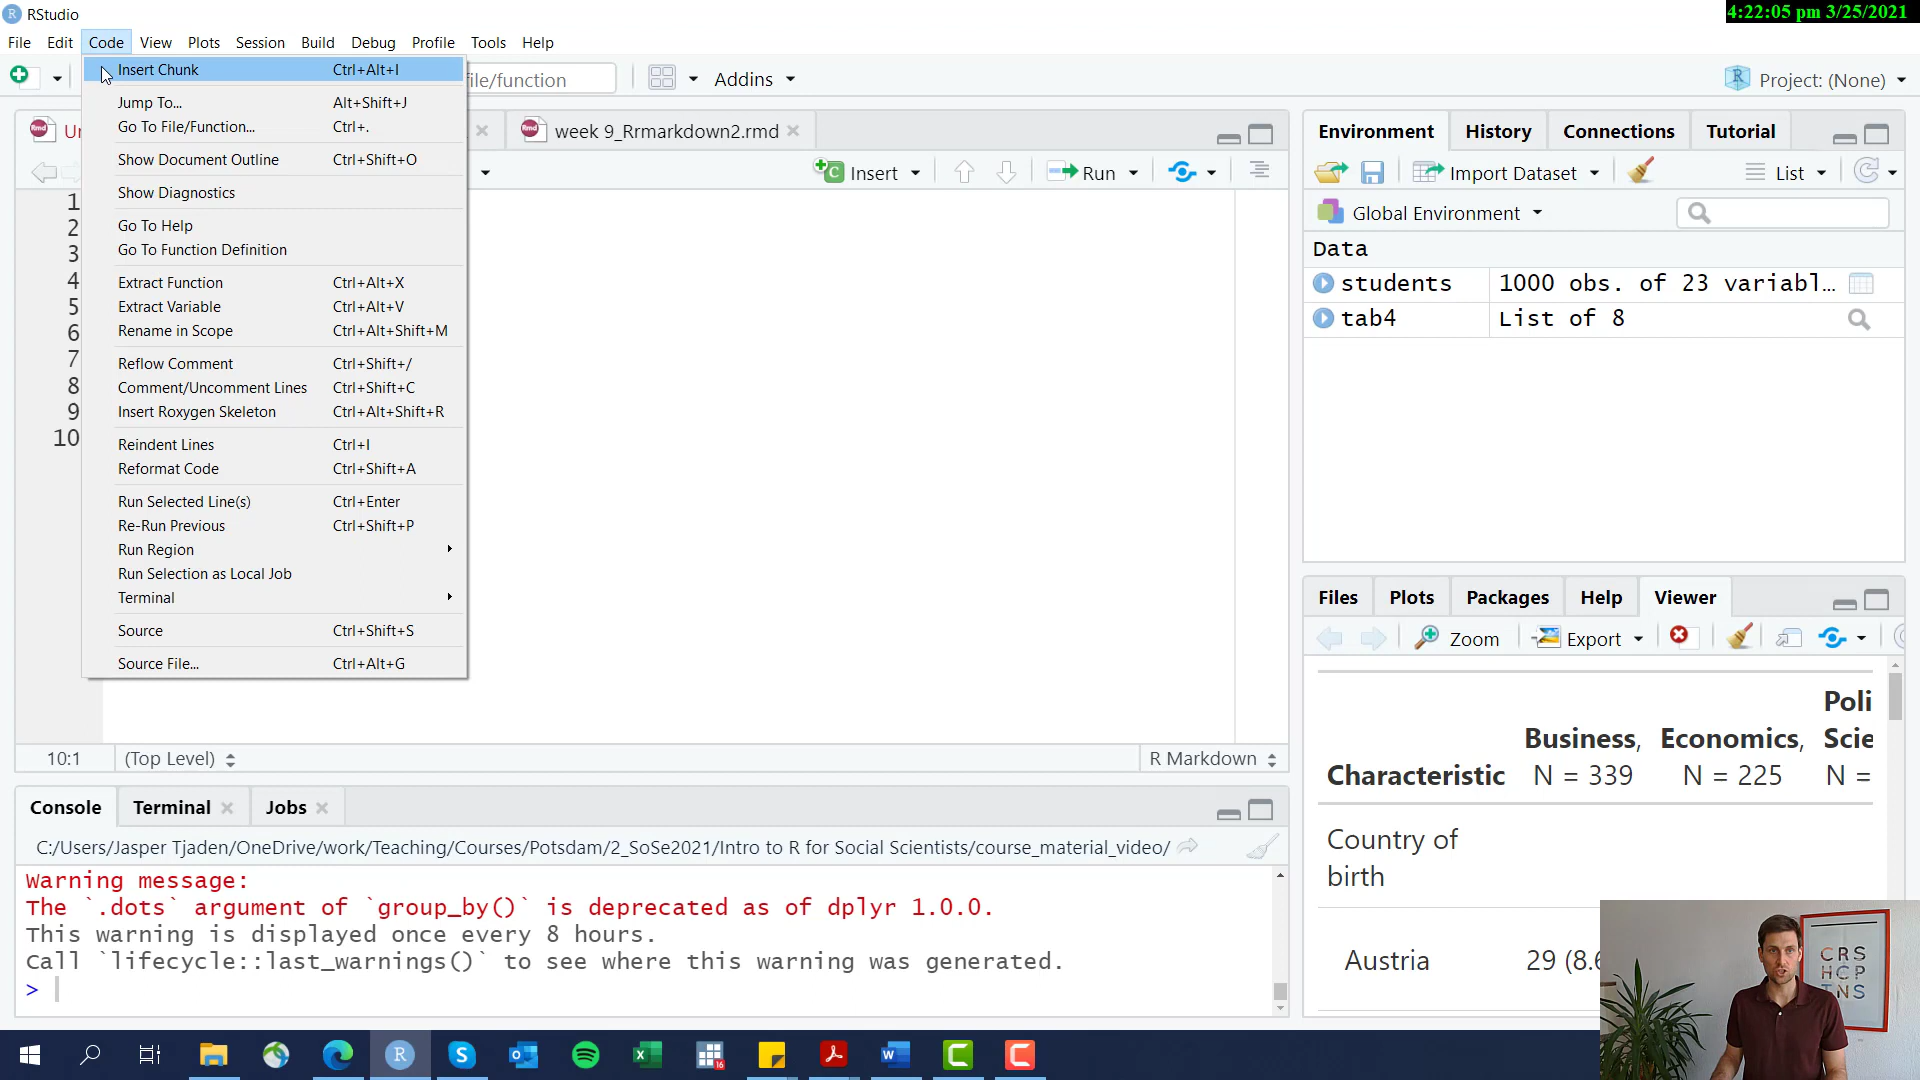 RStudio
4:22:05 pm 3/25/2021
File Edit Code View Plots Session Build Debug Profile Tools Help
Insert Chunk Ctrl+Alt+I
Jump To... Alt+Shift+J
Go To File/Function... Ctrl+.
Show Document Outline Ctrl+Shift+O
Show Diagnostics
Go To Help
Go To Function Definition
Extract Function Ctrl+Alt+X
Extract Variable Ctrl+Alt+V
Rename in Scope Ctrl+Alt+Shift+M
Reflow Comment Ctrl+Shift+/
Comment/Uncomment Lines Ctrl+Shift+C
Insert Roxygen Skeleton Ctrl+Alt+Shift+R
Reindent Lines Ctrl+I
Reformat Code Ctrl+Shift+A
Run Selected Line(s) Ctrl+Enter
Re-Run Previous Ctrl+Shift+P
Run Region
Run Selection as Local Job
Terminal
Source Ctrl+Shift+S
Source File... Ctrl+Alt+G
ile/function
Addins
Project: (None)
week 9_Rrmarkdown2.rmd
Insert Run
1
2
3
4
5
6
7
8
9
10
10:1 (Top Level) R Markdown
Console Terminal Jobs
C:/Users/Jasper Tjaden/OneDrive/work/Teaching/Courses/Potsdam/2_SoSe2021/Intro to R for Social Scientists/course_material_video/
Warning message:
The `.dots` argument of `group_by()` is deprecated as of dplyr 1.0.0.
This warning is displayed once every 8 hours.
Call `lifecycle::last_warnings()` to see where this warning was generated.
>
Environment History Connections Tutorial
Import Dataset List
Global Environment
Data
students 1000 obs. of 23 variabl...
tab4 List of 8
Files Plots Packages Help Viewer
Zoom Export
Poli
Business, Economics, Scie
Characteristic N = 339 N = 225 N =
Country of
birth
Austria 29 (8.6
CRS
HCP
TNS